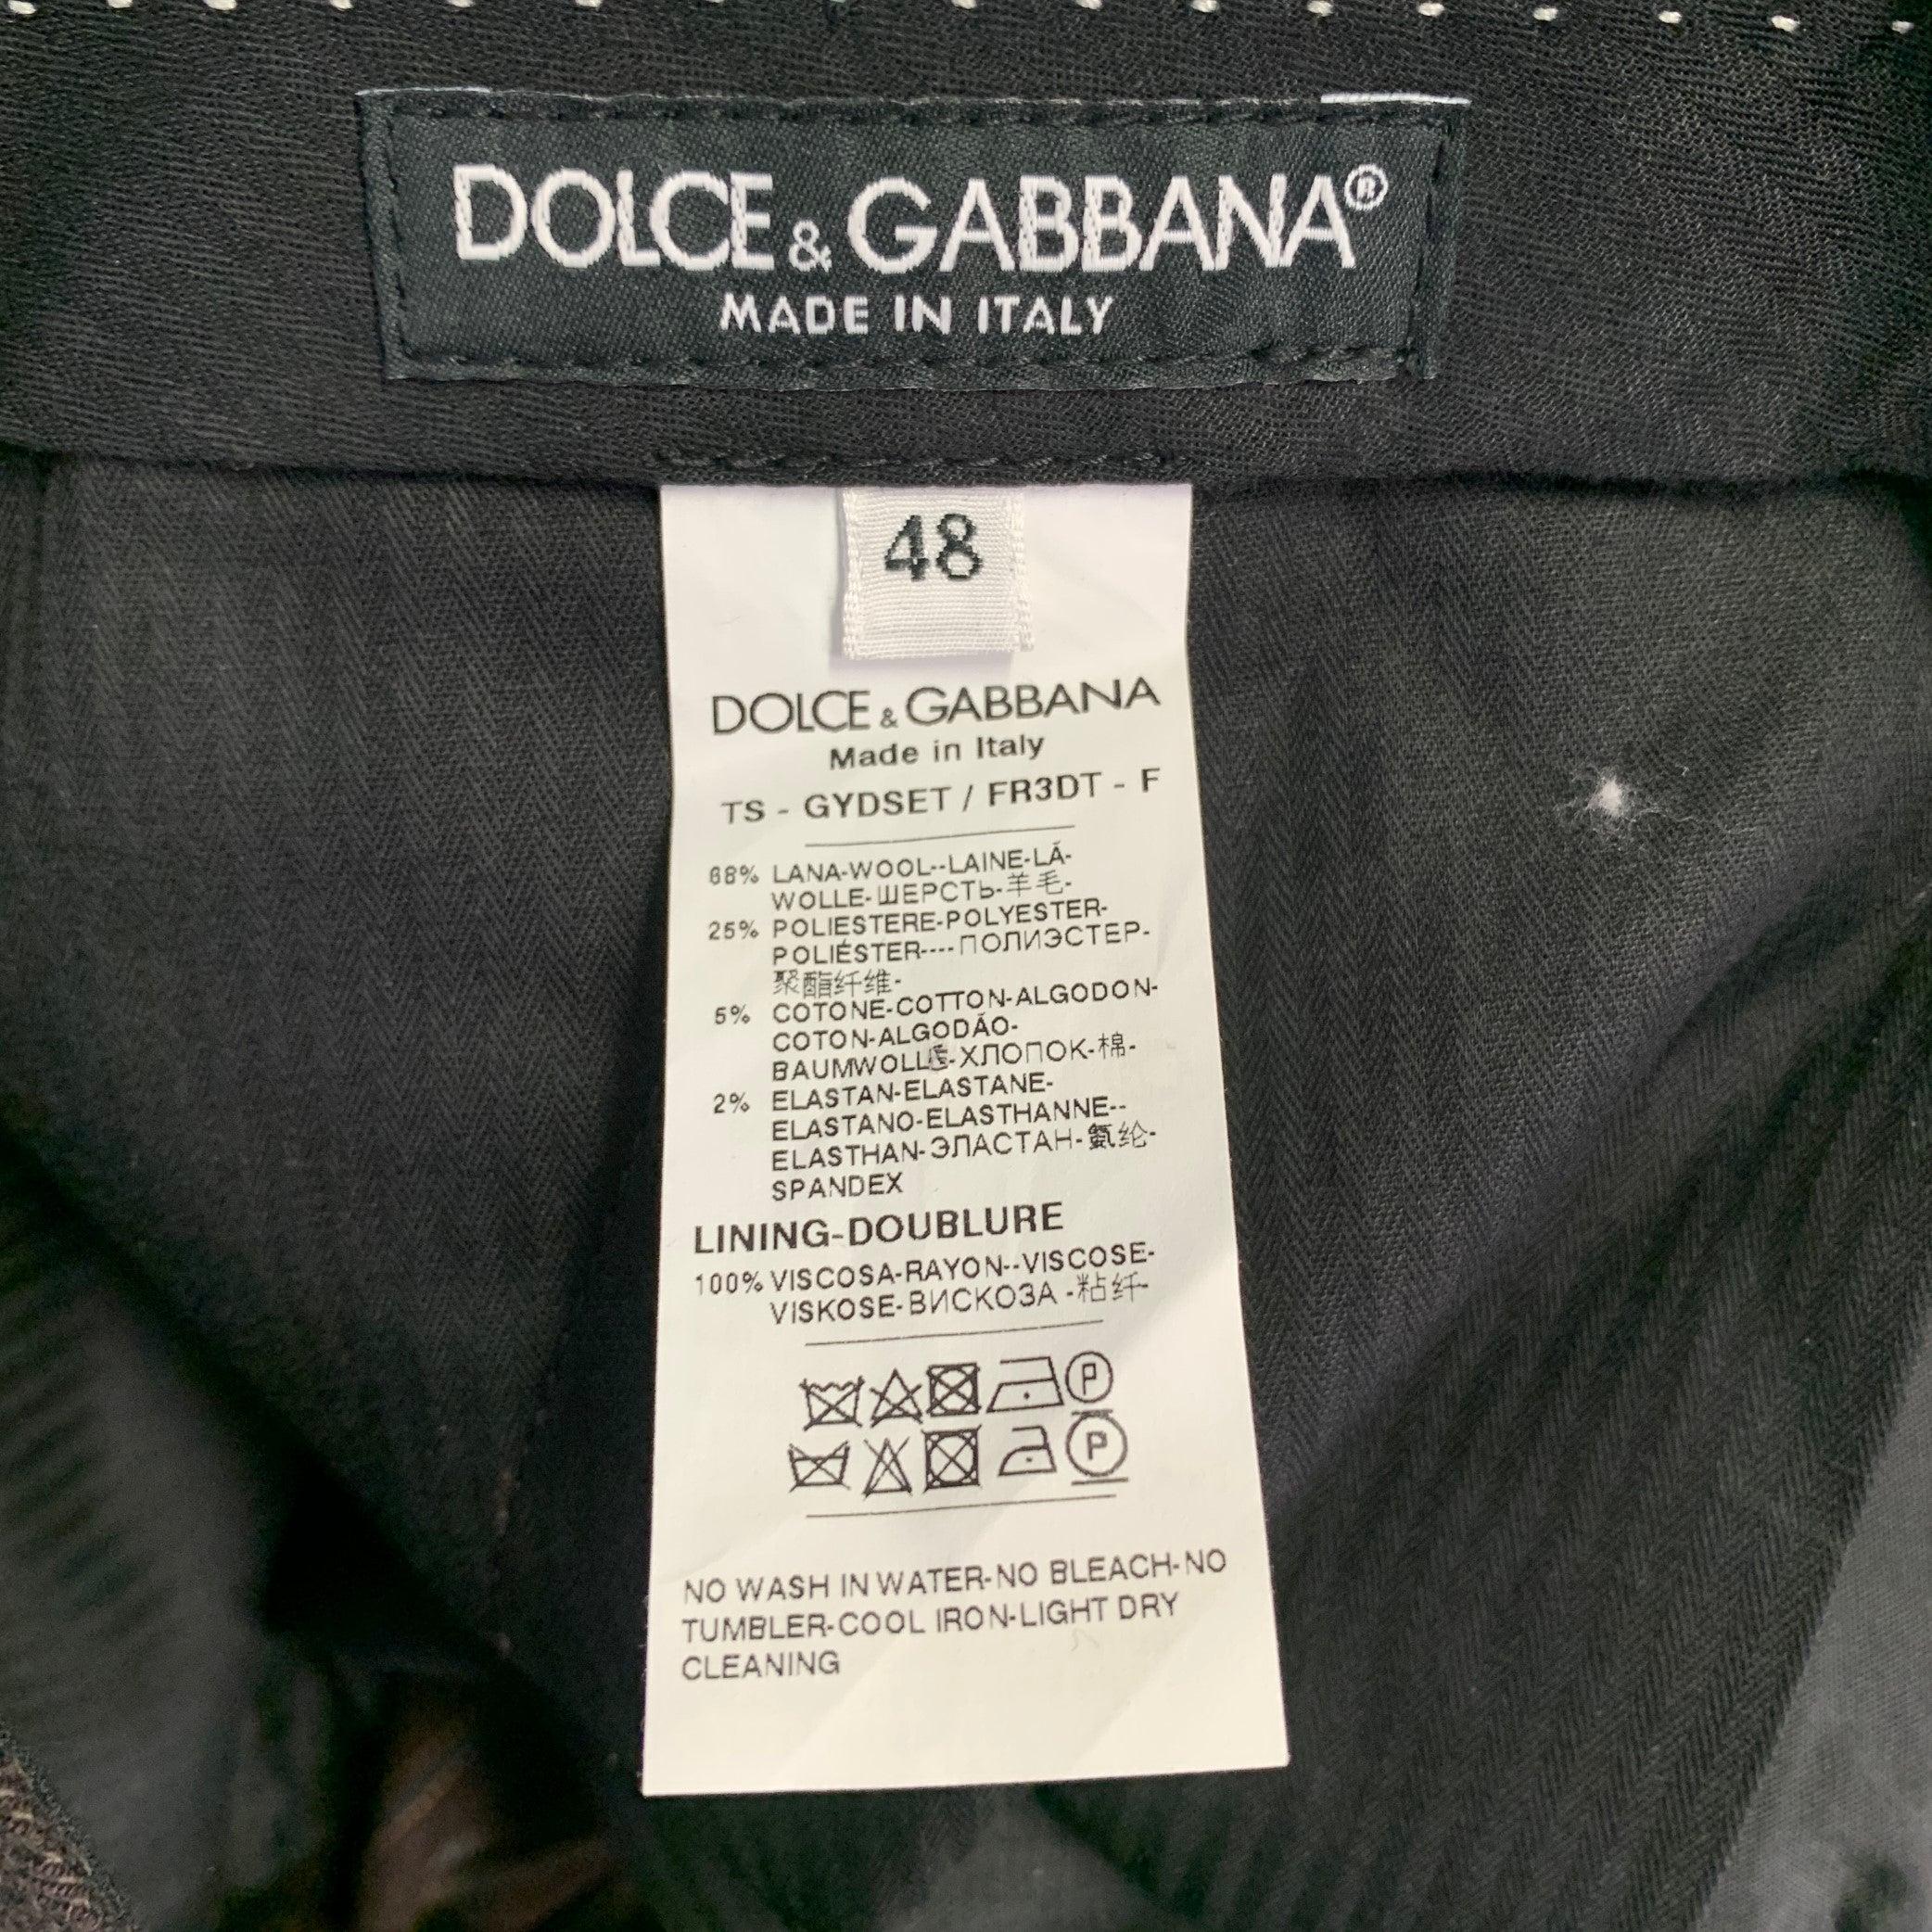 DOLCE & GABBANA®
MADE IN ITALY
48
DOLCE & GABBANA
Made in Italy
TS - GYDSET / FR3DT - F
68% LANA-WOOL--LAINE-LÃ-
WOLLE-ШЕРСТЬ-羊毛-
25% POLIESTERE-POLYESTER-
POLIÉSTER----ПОЛИЭСТЕР-
聚酯纤维-
5% COTONE-COTTON-ALGODON-
COTON-ALGODÃO-
BAUMWOLLE-ХЛОПОК-棉-
2% ELASTAN-ELASTANE-
ELASTANO-ELASTHANNE--
ELASTHAN-ЭЛАСТАН-氨纶-
SPANDEX
LINING-DOUBLURE
100% VISCOSA-RAYON--VISCOSE-
VISKOSE-ВИСКОЗА -粘纤-
P
P
NO WASH IN WATER-NO BLEACH-NO
TUMBLER-COOL IRON-LIGHT DRY
CLEANING